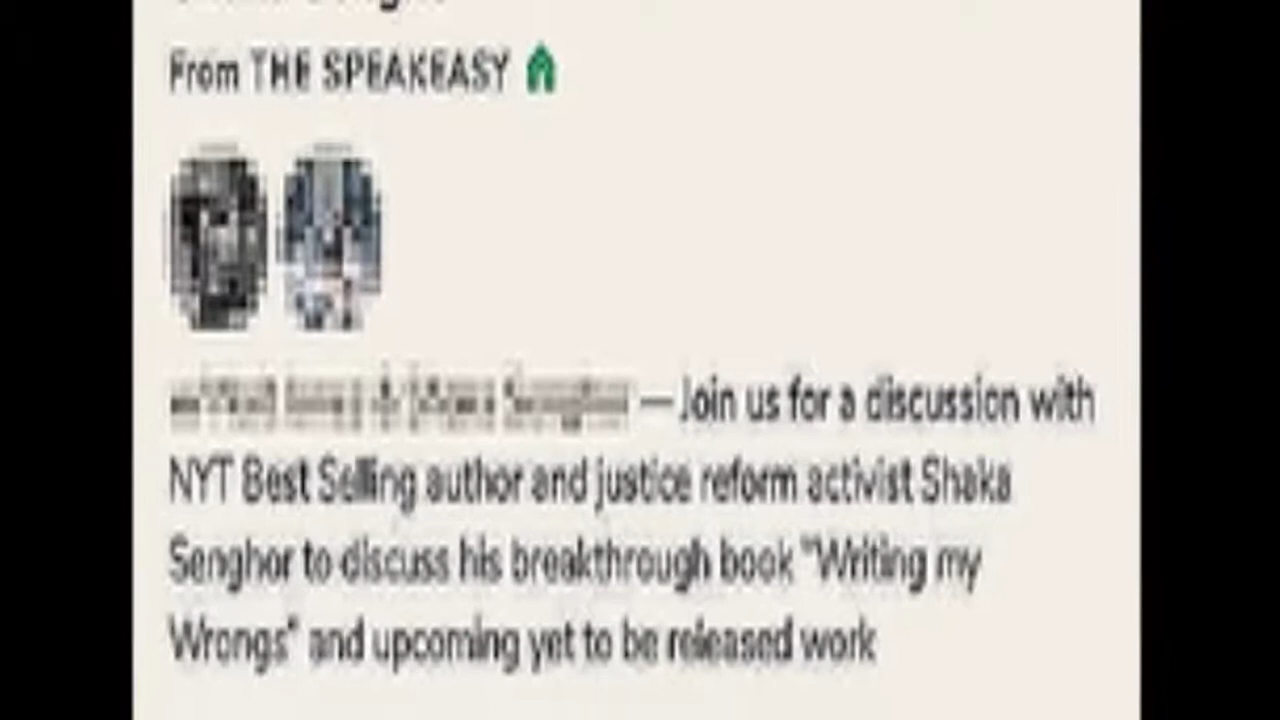 From THE SPEAKEASY
— Join us for a discussion with
NYT Best Selling author and justice reform activist Shaka
Senghor to discuss his breakthrough book "Writing my
Wrongs" and upcoming yet to be released work